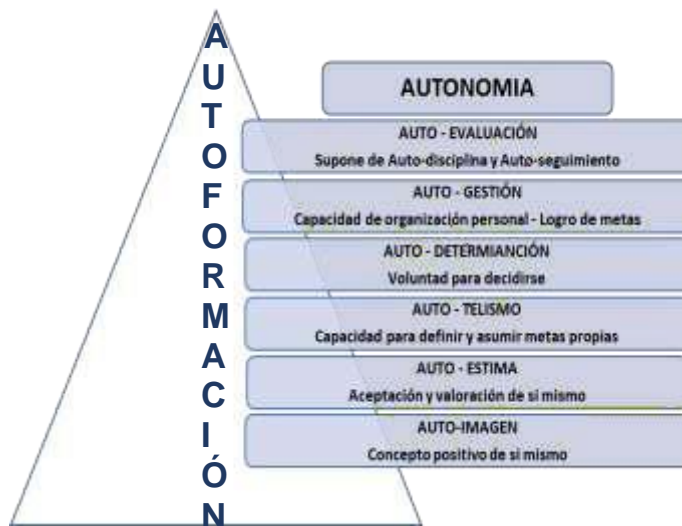 AUTOFORMACIÓN
AUTONOMIA
AUTO - EVALUACIÓN
Supone de Auto-disciplina y Auto-seguimiento
AUTO - GESTIÓN
Capacidad de organización personal - Logro de metas
AUTO - DETERMIANCIÓN
Voluntad para decidirse
AUTO - TELISMO
Capacidad para definir y asumir metas propias
AUTO - ESTIMA
Aceptación y valoración de si mismo
AUTO-IMAGEN
Concepto positivo de si mismo